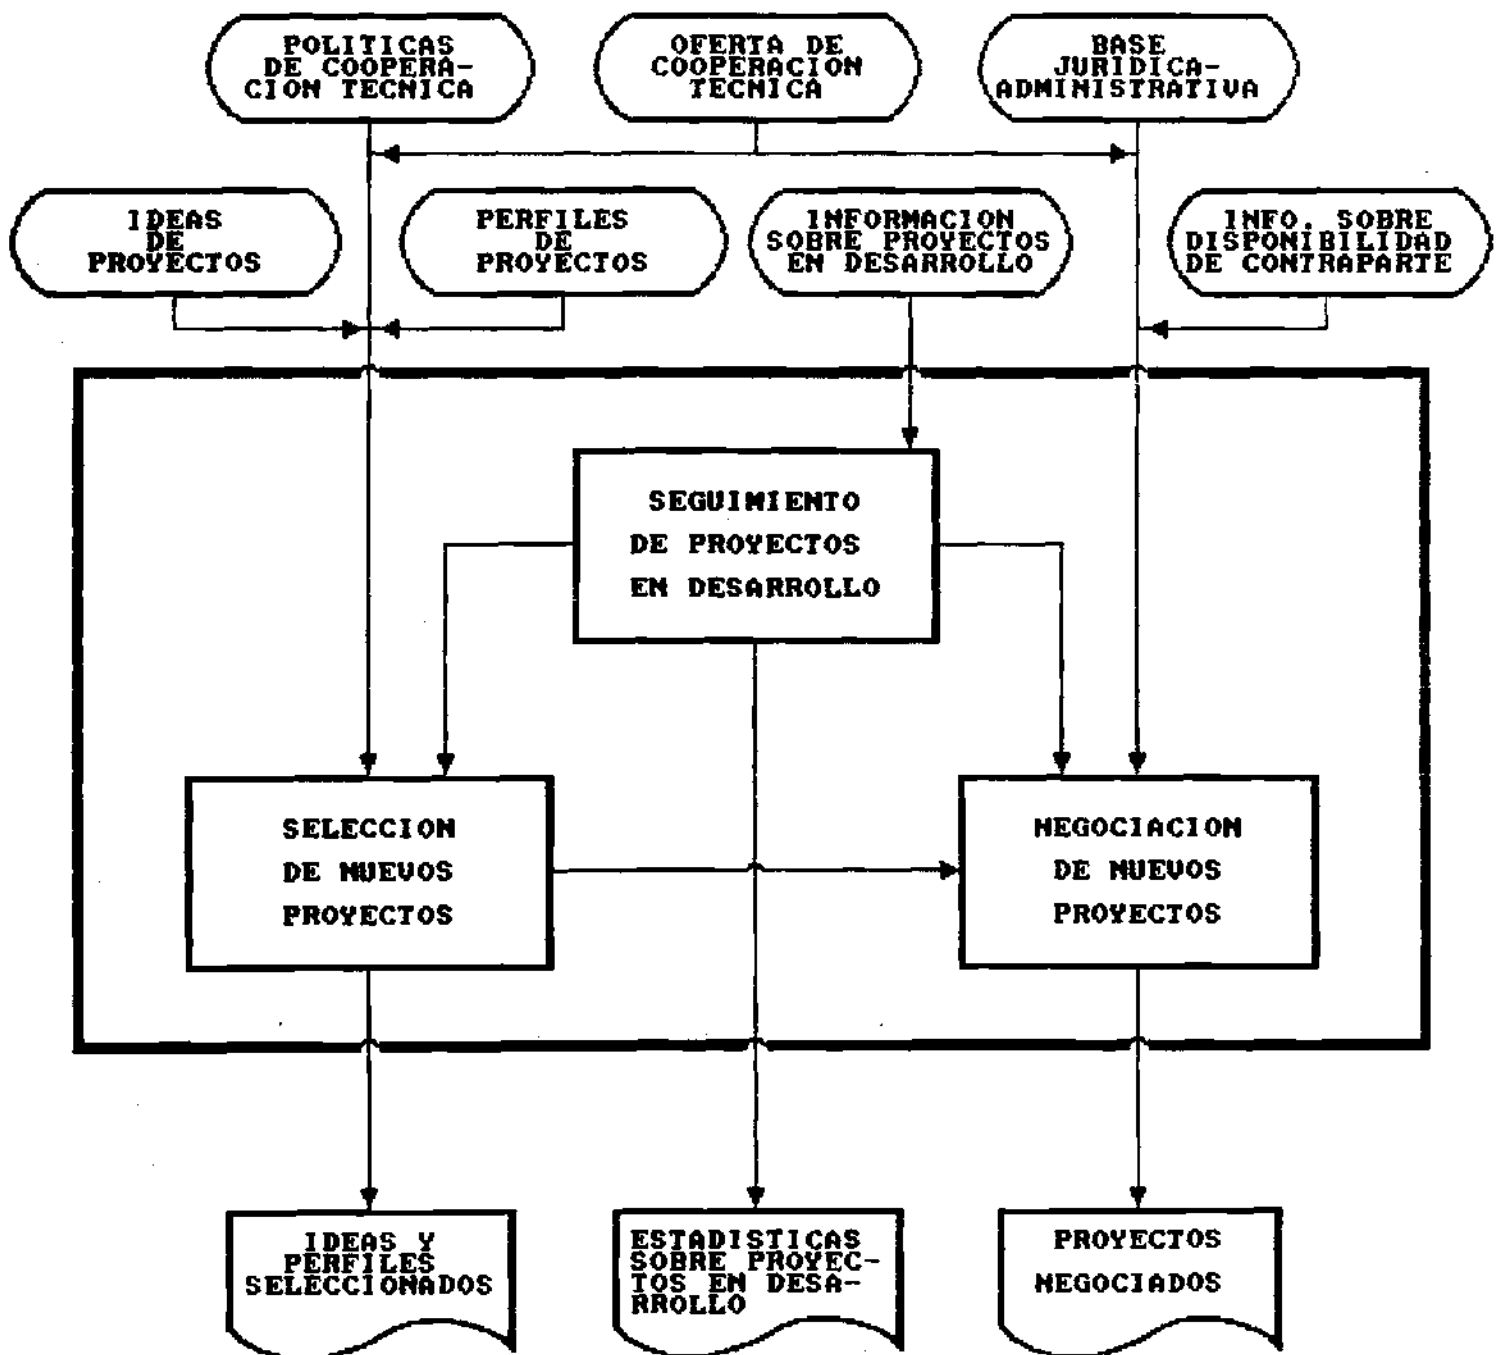 POLITICAS
DE COOPERA-
CION TECNICA
OFERTA DE
COOPERACION
TECNICA
BASE
JURIDICA-
ADMINISTRATIVA
IDEAS
DE
PROYECTOS
PERFILES
DE
PROYECTOS
INFORMACION
SOBRE PROYECTOS
EN DESARROLLO
INFO. SOBRE
DISPONIBILIDAD
DE CONTRAPARTE
SEGUIMIENTO
DE PROYECTOS
EN DESARROLLO
SELECCION
DE NUEVOS
PROYECTOS
NEGOCIACION
DE NUEVOS
PROYECTOS
IDEAS Y
PERFILES
SELECCIONADOS
ESTADISTICAS
SOBRE PROYEC-
TOS EN DESA-
RROLLO
PROYECTOS
NEGOCIADOS